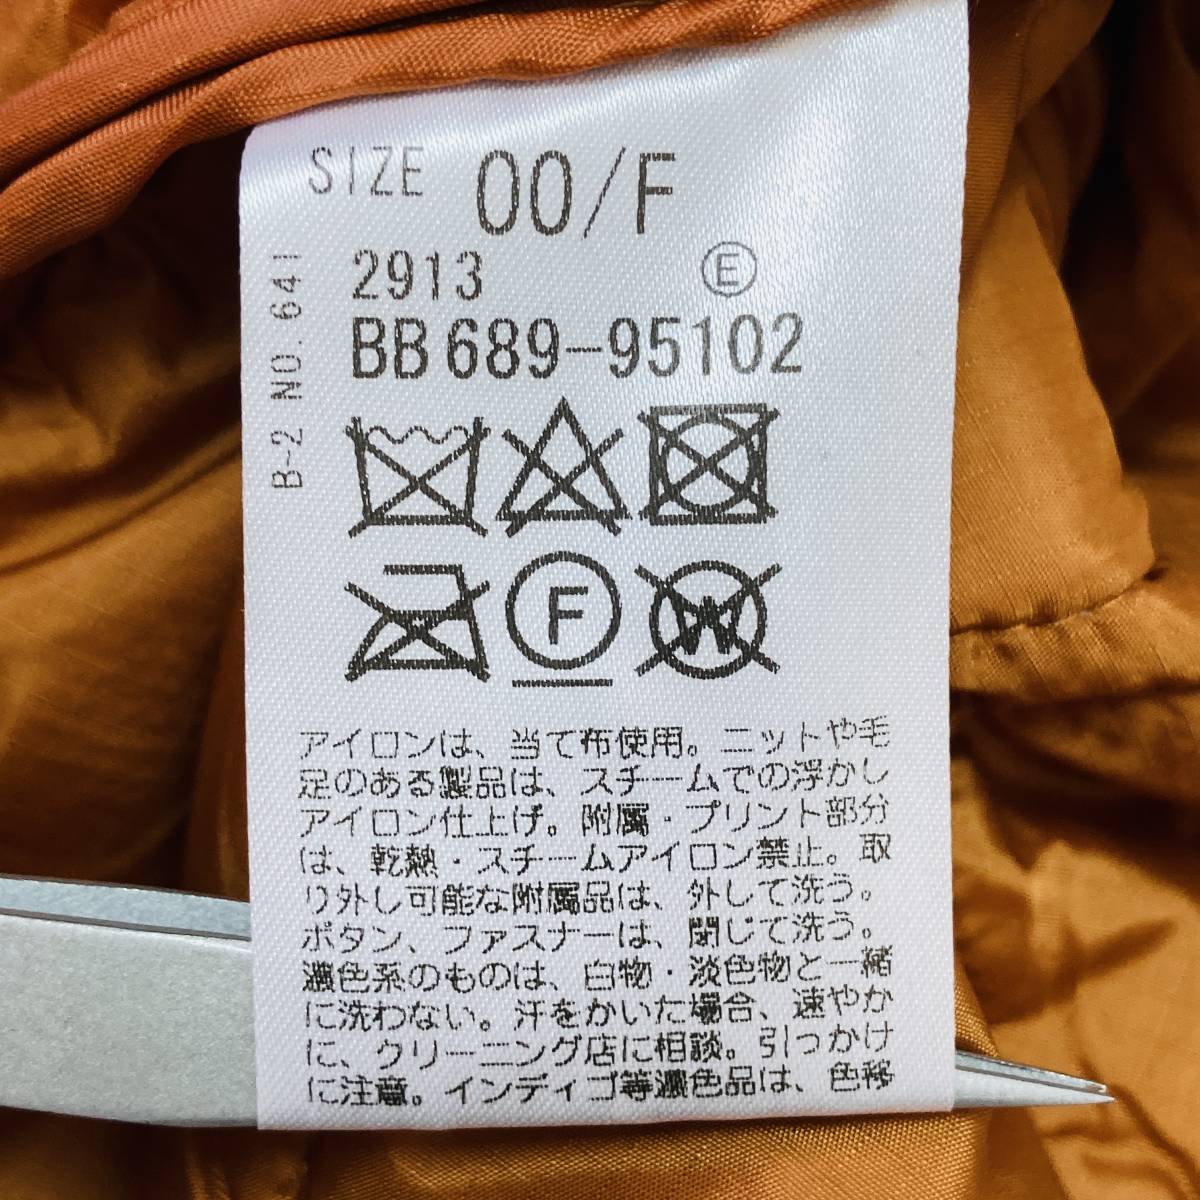 SIZE 00/F
2913 Ⓔ
BB689-95102
B-2 NO.641
F
W
アイロンは、当て布使用。ニットや毛
足のある製品は、スチームでの浮かし
アイロン仕上げ。附属・プリント部分
は、乾熱・スチームアイロン禁止。取
り外し可能な附属品は、外して洗う。
ボタン、ファスナーは、閉じて洗う。
濃色系のものは、白物・淡色物と一緒
に洗わない。汗をかいた場合、速やか
に、クリーニング店に相談。引っかけ
に注意。インディゴ等濃色品は、色移